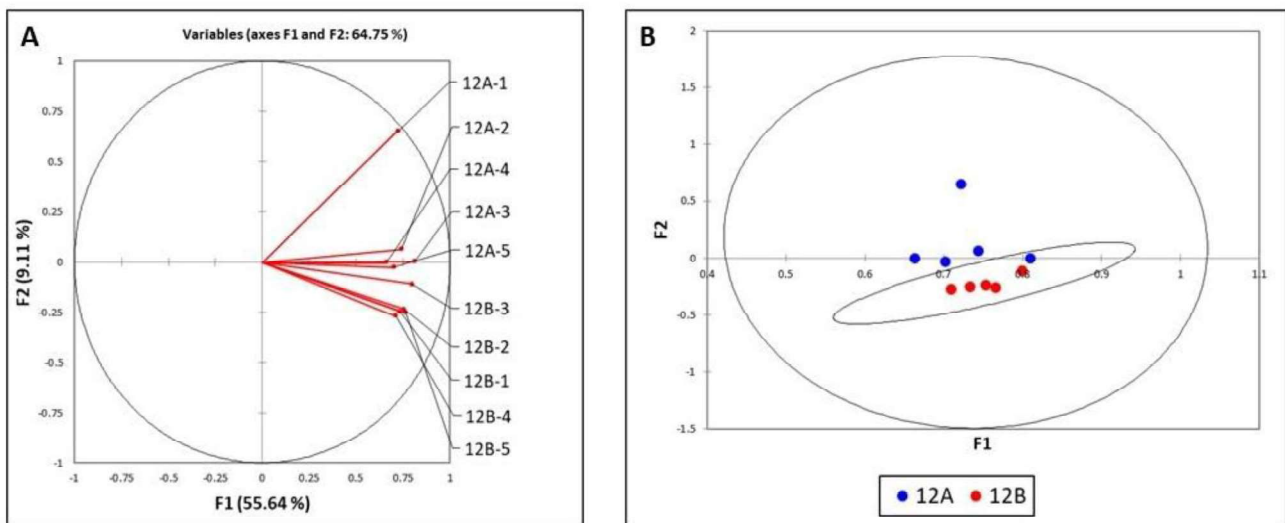 A
Variables (axes F1 and F2: 64.75 %)
1
0.75
0.5
0.25
0
-0.25
-0.5
-0.75
-1
F2 (9.11 %)
12A-1
12A-2
12A-4
12A-3
12A-5
12B-3
12B-2
12B-1
12B-4
12B-5
-1 -0.75 -0.5 -0.25 0 0.25 0.5 0.75 1
F1 (55.64 %)
B
2
1.5
1
0.5
0
-0.5
-1
-1.5
F2
0.4 0.5 0.6 0.7 0.8 0.9 1 1.1
F1
12A 12B